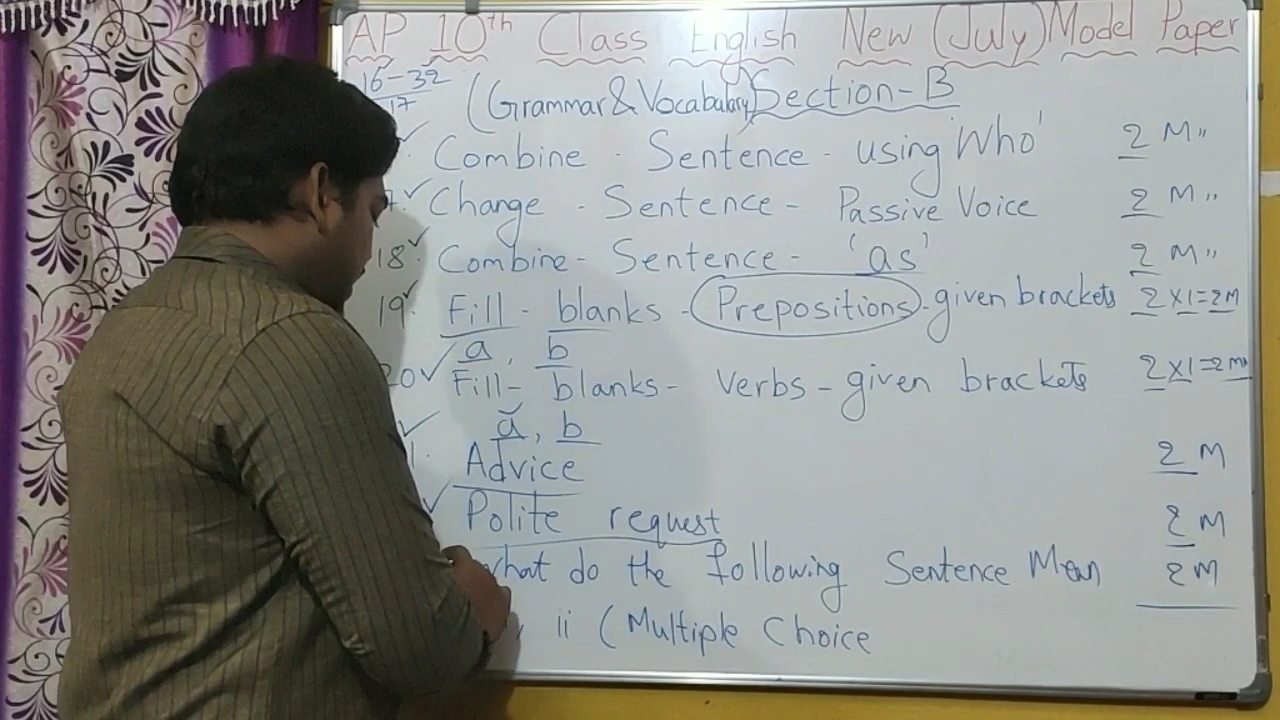 AP 10th Class English New (July) Model Paper
16-32
17
(Grammar & Vocabulary) Section-B
Combine - Sentence - using 'Who' 2 M"
Change - Sentence - Passive Voice 2 M"
18. Combine - Sentence - 'as' 2 M"
19. Fill - blanks - Prepositions - given brackets 2x1=2M
a, b
20 Fill - blanks - Verbs - given brackets 2x1=2M
a, b
Advice 2 M
Polite request 2 M
what do the following Sentence Mean 2M
ii (Multiple Choice